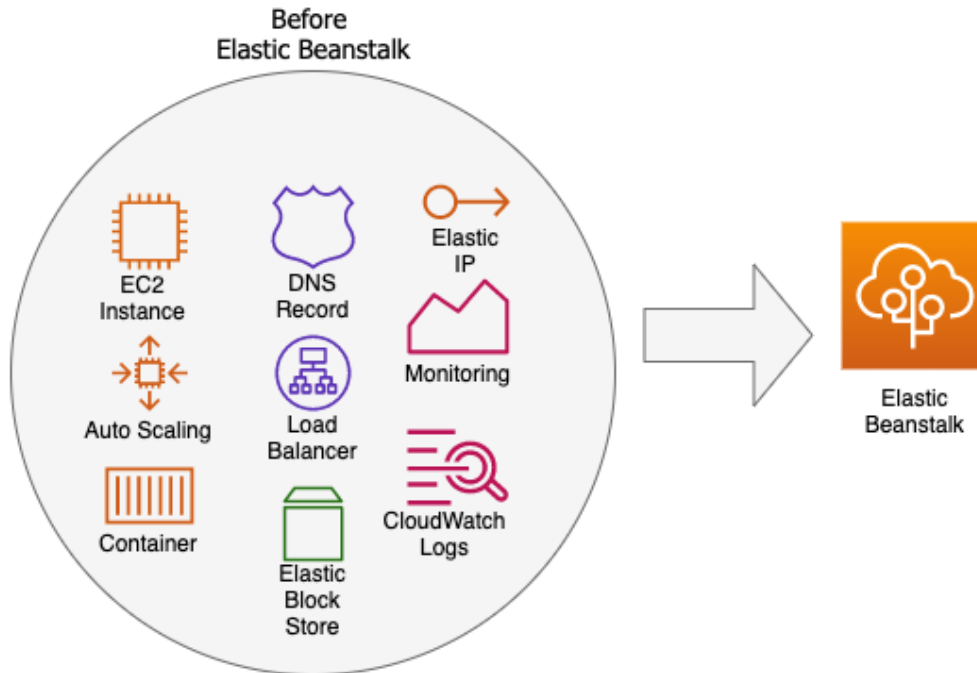 Before
Elastic Beanstalk
EC2
Instance
DNS
Record
Elastic
IP
Monitoring
Auto Scaling
Load
Balancer
Container
CloudWatch
Logs
Elastic
Block
Store
Elastic
Beanstalk